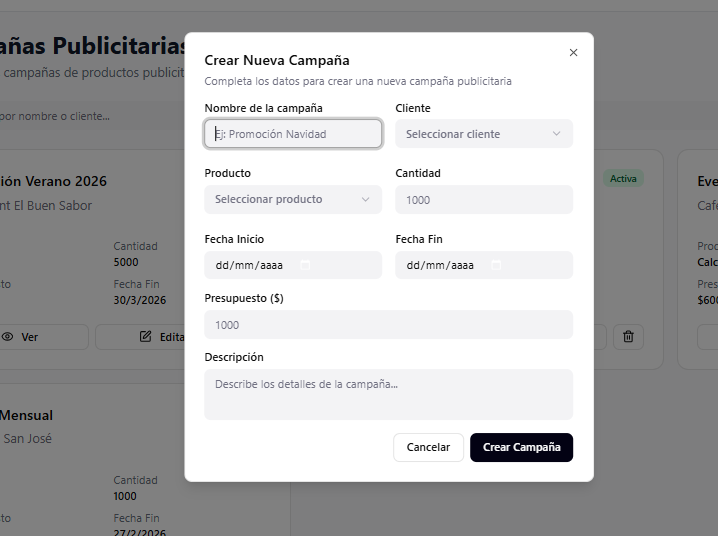 añas Publicitarias
campañas de productos publicit
por nombre o cliente...
ión Verano 2026
nt El Buen Sabor
Cantidad
5000
to
Fecha Fin
30/3/2026
Ver
Edita
Mensual
San José
Cantidad
1000
to
Fecha Fin
27/2/2026
Crear Nueva Campaña
Completa los datos para crear una nueva campaña publicitaria
Nombre de la campaña
Cliente
Ej: Promoción Navidad
Seleccionar cliente
Producto
Cantidad
Seleccionar producto
1000
Fecha Inicio
Fecha Fin
dd/mm/aaaa
dd/mm/aaaa
Presupuesto ($)
1000
Descripción
Describe los detalles de la campaña...
Cancelar
Crear Campaña
Activa
Eve
Café
Prod
Calc
Pres
$600